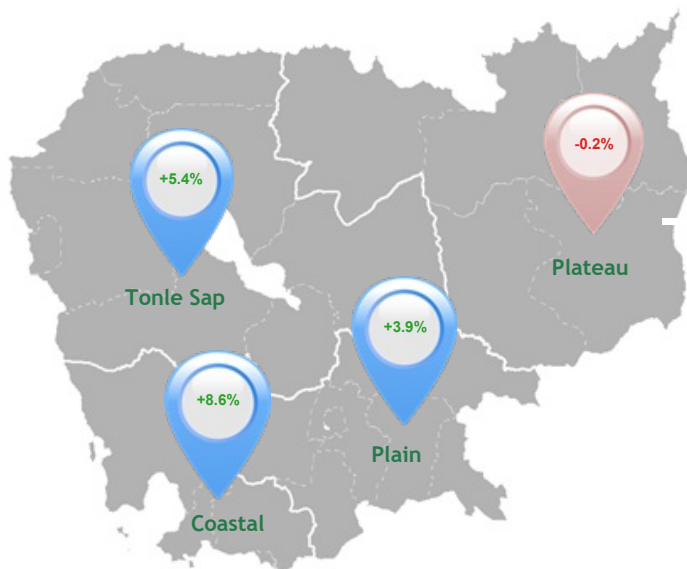 -0.2%
Plateau
+5.4%
Tonle Sap
+3.9%
Plain
+8.6%
Coastal